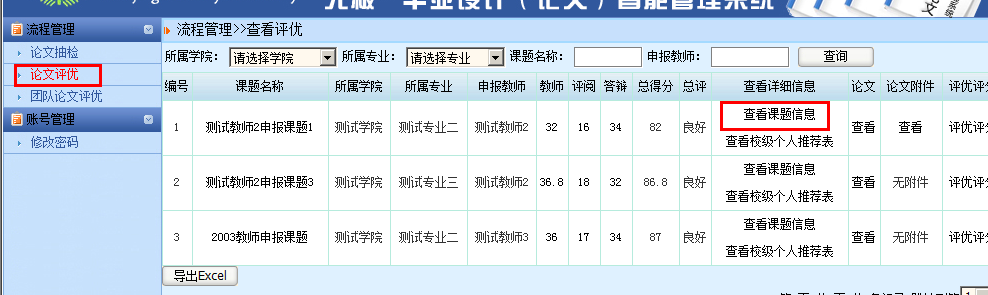 毕业设计（论文）智能管理系统
流程管理
论文抽检
论文评优
团队论文评优
账号管理
修改密码
流程管理>>查看评优
所属学院： 请选择学院 所属专业： 请选择专业 课题名称： 申报教师： 查询
编号 课题名称 所属学院 所属专业 申报教师 教师 评阅 答辩 总得分 总评 查看详细信息 论文 论文附件 评优评分
1 测试教师2申报课题1 测试学院 测试专业二 测试教师2 32 16 34 82 良好 查看课题信息 查看 查看 评优评分
查看校级个人推荐表
2 测试教师2申报课题3 测试学院 测试专业三 测试教师2 36.8 18 32 86.8 良好 查看课题信息 查看 无附件 评优评分
查看校级个人推荐表
3 2003教师申报课题 测试学院 测试专业二 测试教师3 36 17 34 87 良好 查看课题信息 查看 无附件 评优评分
查看校级个人推荐表
导出Excel